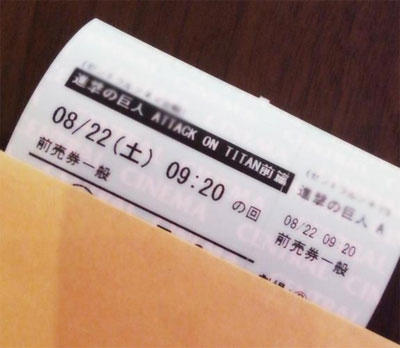 進撃の巨人 ATTACK ON TITAN前篇
08/22(土) 09:20 の回
前売券一般
進撃の巨人 A
08/22 09 20
前売券一般
CINEMA